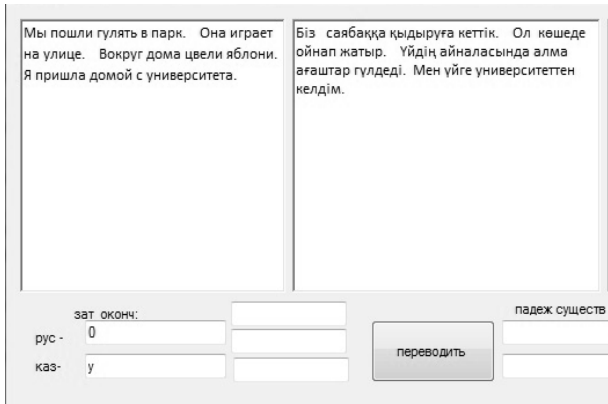 Мы пошли гулять в парк. Она играет
на улице. Вокруг дома цвели яблони.
Я пришла домой с университета.
Біз саябаққа қыдыруға кеттік. Ол көшеде
ойнап жатыр. Үйдің айналасында алма
ағаштар гүлдеді. Мен үйге университеттен
келдім.
зат оконч:
падеж существ
рус - 0
переводить
каз- у